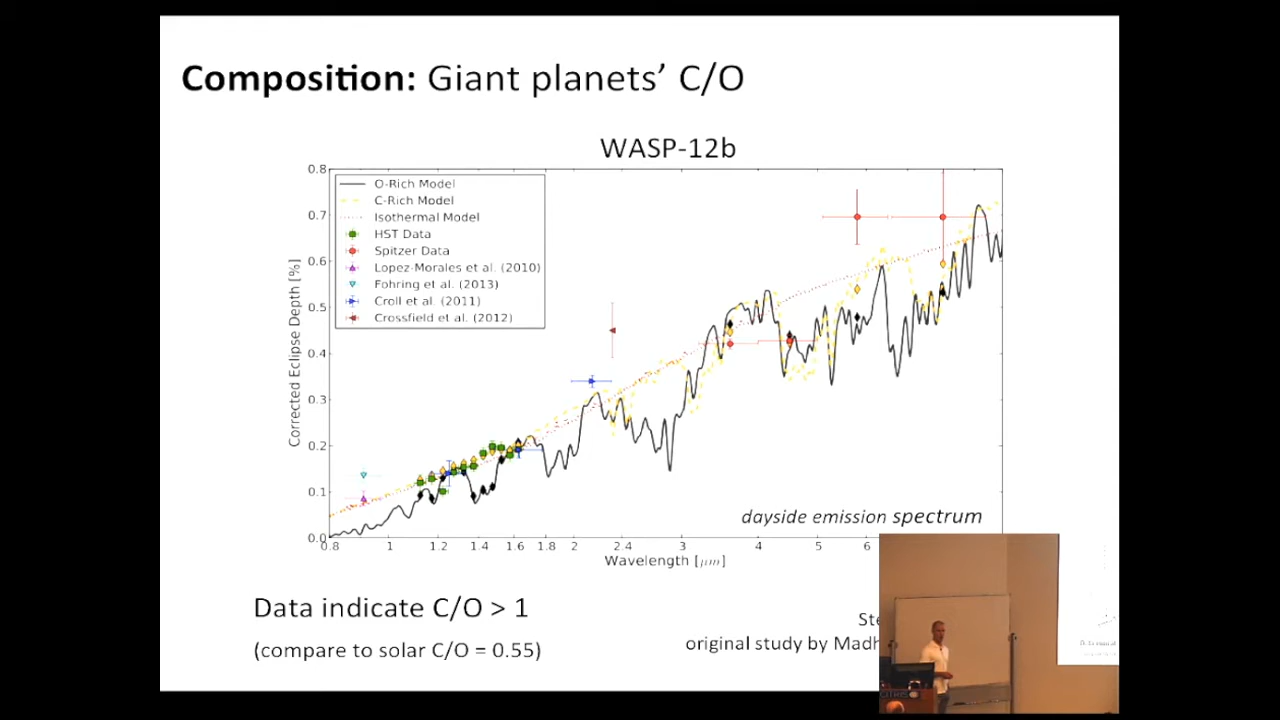 Composition: Giant planets' C/O
WASP-12b
O-Rich Model
C-Rich Model
Isothermal Model
HST Data
Spitzer Data
Lopez-Morales et al. (2010)
Fohring et al. (2013)
Croll et al. (2011)
Crossfield et al. (2012)
Corrected Eclipse Depth [%]
0.8
0.7
0.6
0.5
0.4
0.3
0.2
0.1
0.0
0.8 1 1.2 1.4 1.6 1.8 2 2.4 3 4 5 6
Wavelength [μm]
dayside emission spectrum
Data indicate C/O > 1
(compare to solar C/O = 0.55)
Ste
original study by Madh
CITRIS